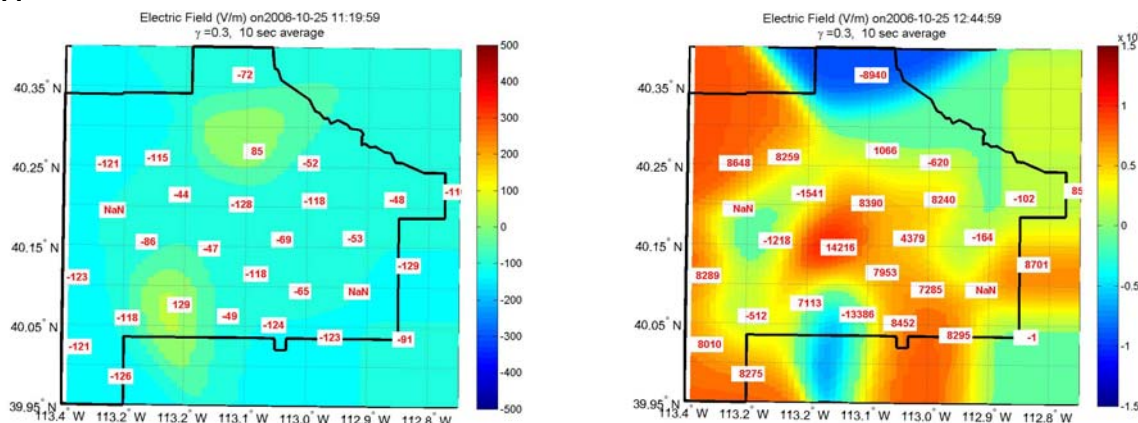 Electric Field (V/m) on2006-10-25 11:19:59
γ=0.3, 10 sec average
500
400
300
200
100
0
-100
-200
-300
-400
-500
40.35° N
40.25° N
40.15° N
40.05° N
39.95° N
113.4° W
113.3° W
113.2° W
113.1° W
113.0° W
112.9° W
112.8° W
-72
85
-115
-121
-52
-44
-128
-118
-48
NaN
-86
-47
-69
-53
-123
-118
-129
-65
NaN
129
-118
-49
-124
-123
-91
-121
-126
Electric Field (V/m) on2006-10-25 12:44:59
γ=0.3, 10 sec average
1.5
1
0.5
0
-0.5
-1
-1.5
40.35° N
40.25° N
40.15° N
40.05° N
39.95° N
113.4° W
113.3° W
113.2° W
113.1° W
113.0° W
112.9° W
112.8° W
-8940
1066
8259
8648
-620
-1541
8390
8240
-102
NaN
-1218
14216
4379
-164
8289
7953
8701
7285
NaN
7113
-512
-13386
8452
8295
-1
8010
8275